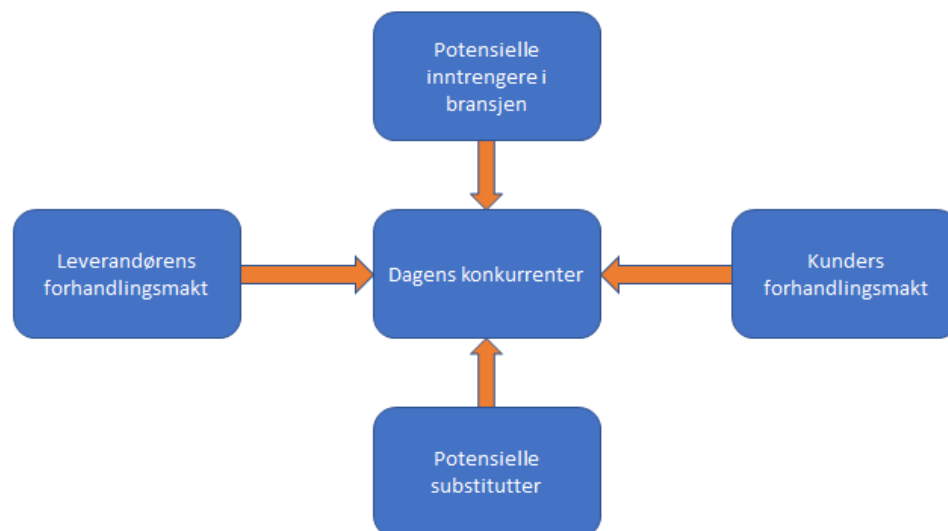 Potensielle
inntrengere i
bransjen
Leverandørens
forhandlingsmakt
Dagens konkurrenter
Kunders
forhandlingsmakt
Potensielle
substitutter